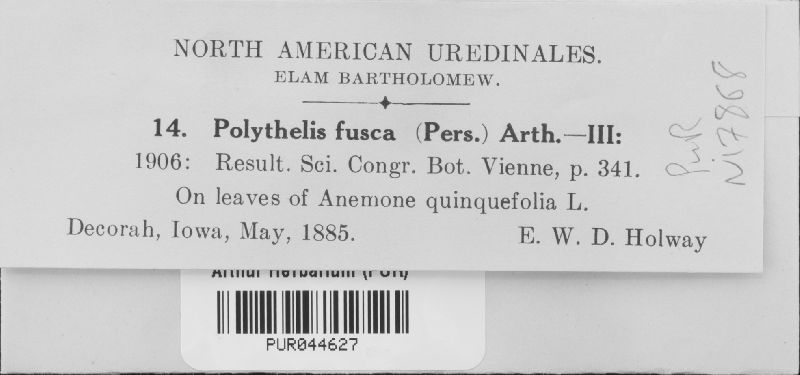 NORTH AMERICAN UREDINALES.
ELAM BARTHOLOMEW.
14. Polythelis fusca (Pers.) Arth.—III:
1906: Result. Sci. Congr. Bot. Vienne, p. 341.
On leaves of Anemone quinquefolia L.
Decorah, Iowa, May, 1885. E. W. D. Holway
PUR
N17868
Arthur Herbarium (PUR)
PUR044627